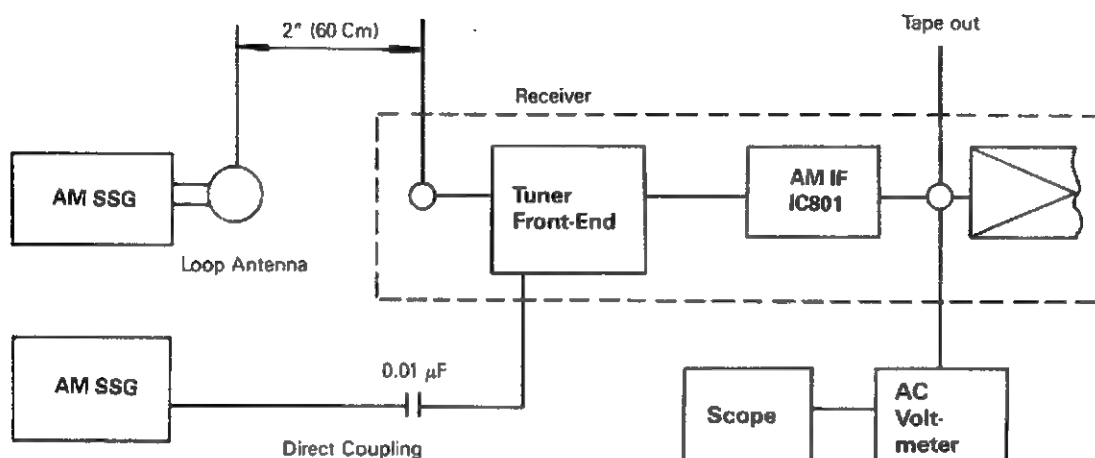 2" (60 Cm)
Tape out
Receiver
AM SSG
Loop Antenna
Tuner
Front-End
AM IF
IC801
AM SSG
0.01 μF
Direct Coupling
Scope
AC
Volt-
meter